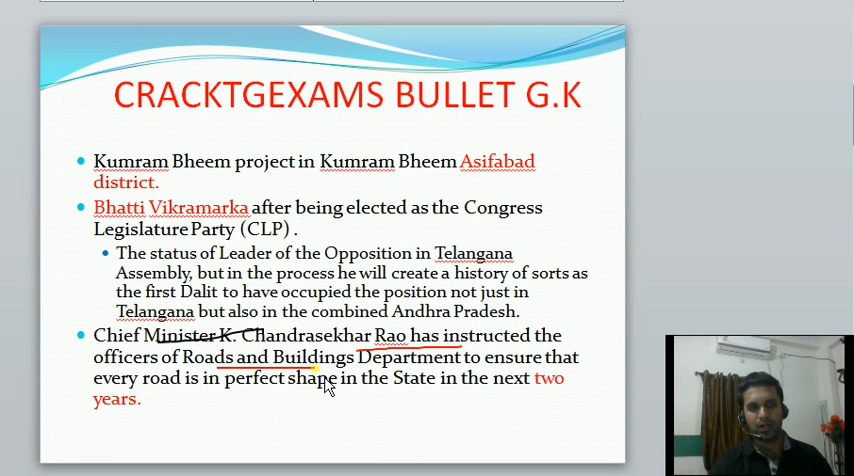 CRACKTGEXAMS BULLET G.K
Kumram Bheem project in Kumram Bheem Asifabad
district.
Bhatti Vikramarka after being elected as the Congress
Legislature Party (CLP) .
The status of Leader of the Opposition in Telangana
Assembly, but in the process he will create a history of sorts as
the first Dalit to have occupied the position not just in
Telangana but also in the combined Andhra Pradesh.
Chief Minister K. Chandrasekhar Rao has instructed the
officers of Roads and Buildings Department to ensure that
every road is in perfect shape in the State in the next two
years.